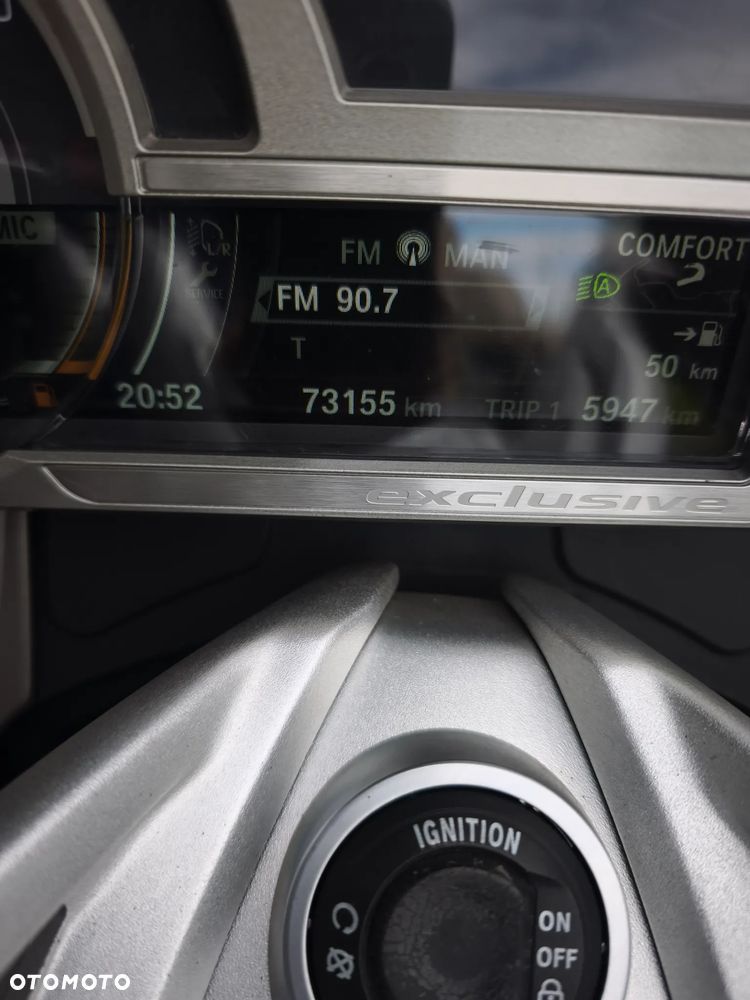 MIC
L/R
SERVICE
FM MAN
COMFORT
FM 90.7
A
T
50 km
20:52
73155 km TRIP 1 5947 km
exclusive
IGNITION
ON
OFF
OTOMOTO